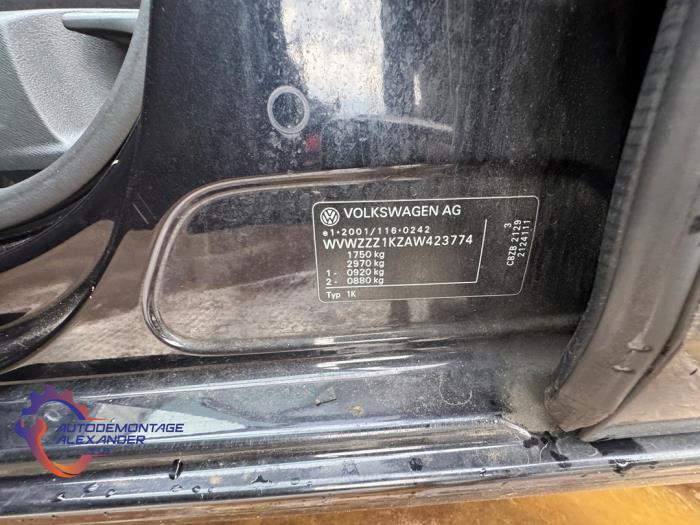 VOLKSWAGEN AG
e1*2001/116*0242
WVWZZZ1KZAW423774
1750 kg
2970 kg
1- 0920 kg
2- 0880 kg
Typ 1K
3
CBZB 2129
2124111
AUTODEMONTAGE
ALEXANDER